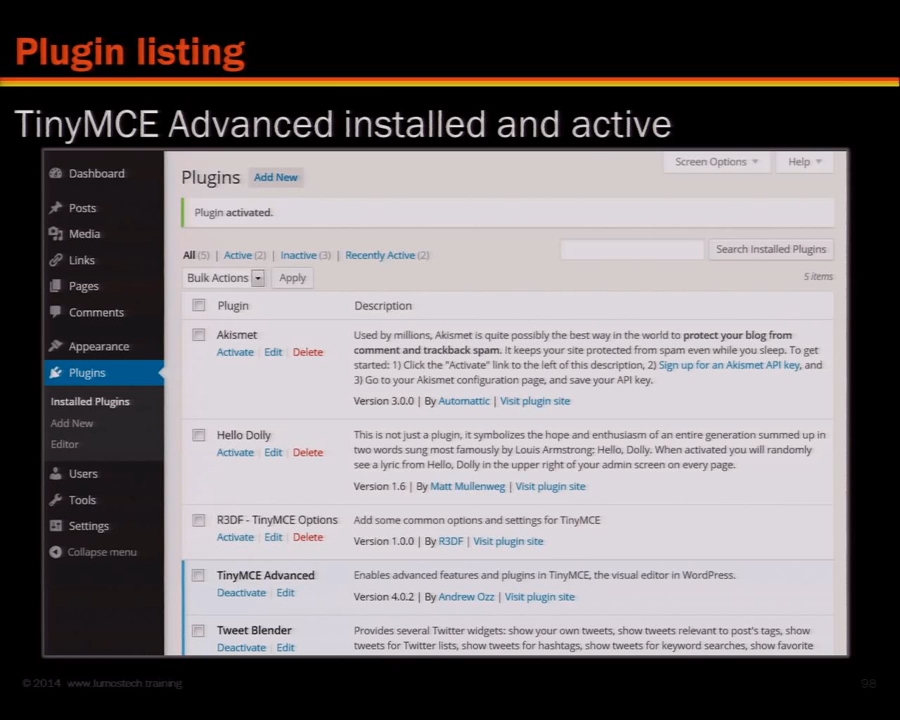 Plugin listing
TinyMCE Advanced installed and active
Screen Options
Help
Dashboard
Posts
Media
Links
Pages
Comments
Appearance
Plugins
Installed Plugins
Add New
Editor
Users
Tools
Settings
Collapse menu
Plugins Add New
Plugin activated.
All (5) | Active (2) | Inactive (3) | Recently Active (2)
Search Installed Plugins
Bulk Actions Apply
5 items
Plugin Description
Akismet
Activate | Edit | Delete
Used by millions, Akismet is quite possibly the best way in the world to protect your blog from
comment and trackback spam. It keeps your site protected from spam even while you sleep. To get
started: 1) Click the "Activate" link to the left of this description, 2) Sign up for an Akismet API key, and
3) Go to your Akismet configuration page, and save your API key.
Version 3.0.0 | By Automattic | Visit plugin site
Hello Dolly
Activate | Edit | Delete
This is not just a plugin, it symbolizes the hope and enthusiasm of an entire generation summed up in
two words sung most famously by Louis Armstrong: Hello, Dolly. When activated you will randomly
see a lyric from Hello, Dolly in the upper right of your admin screen on every page.
Version 1.6 | By Matt Mullenweg | Visit plugin site
R3DF - TinyMCE Options
Activate | Edit | Delete
Add some common options and settings for TinyMCE
Version 1.0.0 | By R3DF | Visit plugin site
TinyMCE Advanced
Deactivate | Edit
Enables advanced features and plugins in TinyMCE, the visual editor in WordPress.
Version 4.0.2 | By Andrew Ozz | Visit plugin site
Tweet Blender
Deactivate | Edit
Provides several Twitter widgets: show your own tweets, show tweets relevant to post's tags, show
tweets for Twitter lists, show tweets for hashtags, show tweets for keyword searches, show favorite
© 2014 www.lumostech.training
98